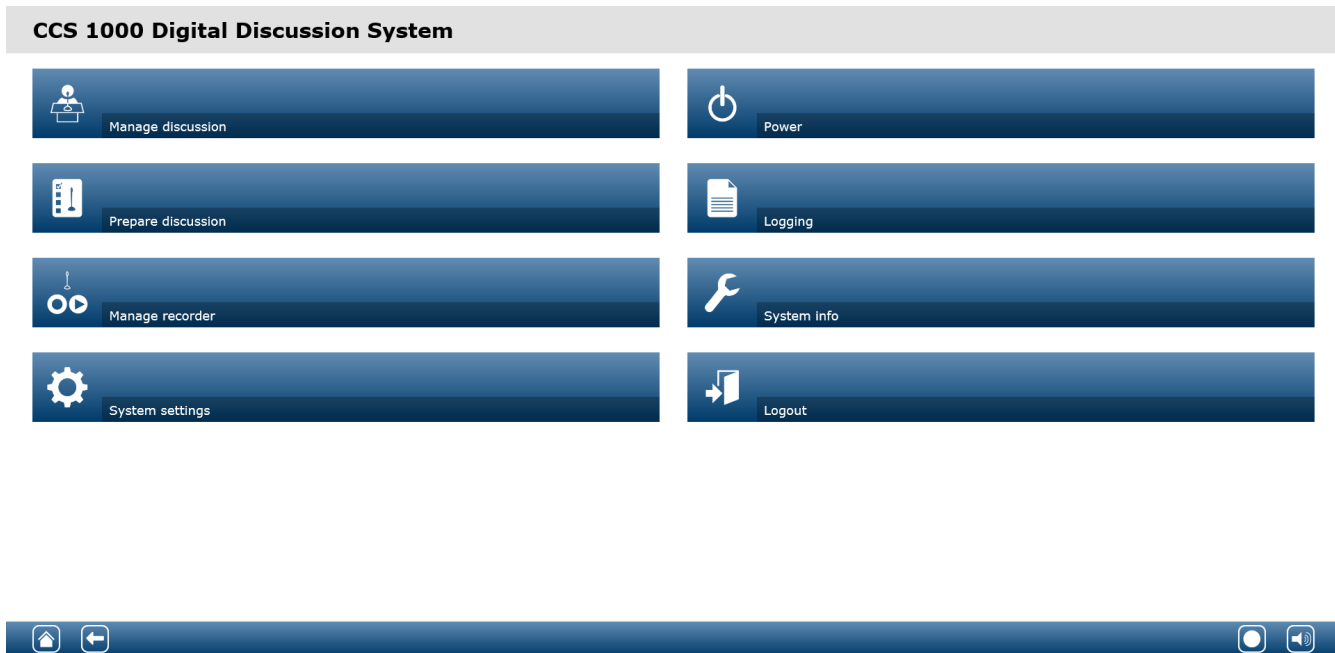 CCS 1000 Digital Discussion System
Manage discussion
Power
Prepare discussion
Logging
Manage recorder
System info
System settings
Logout